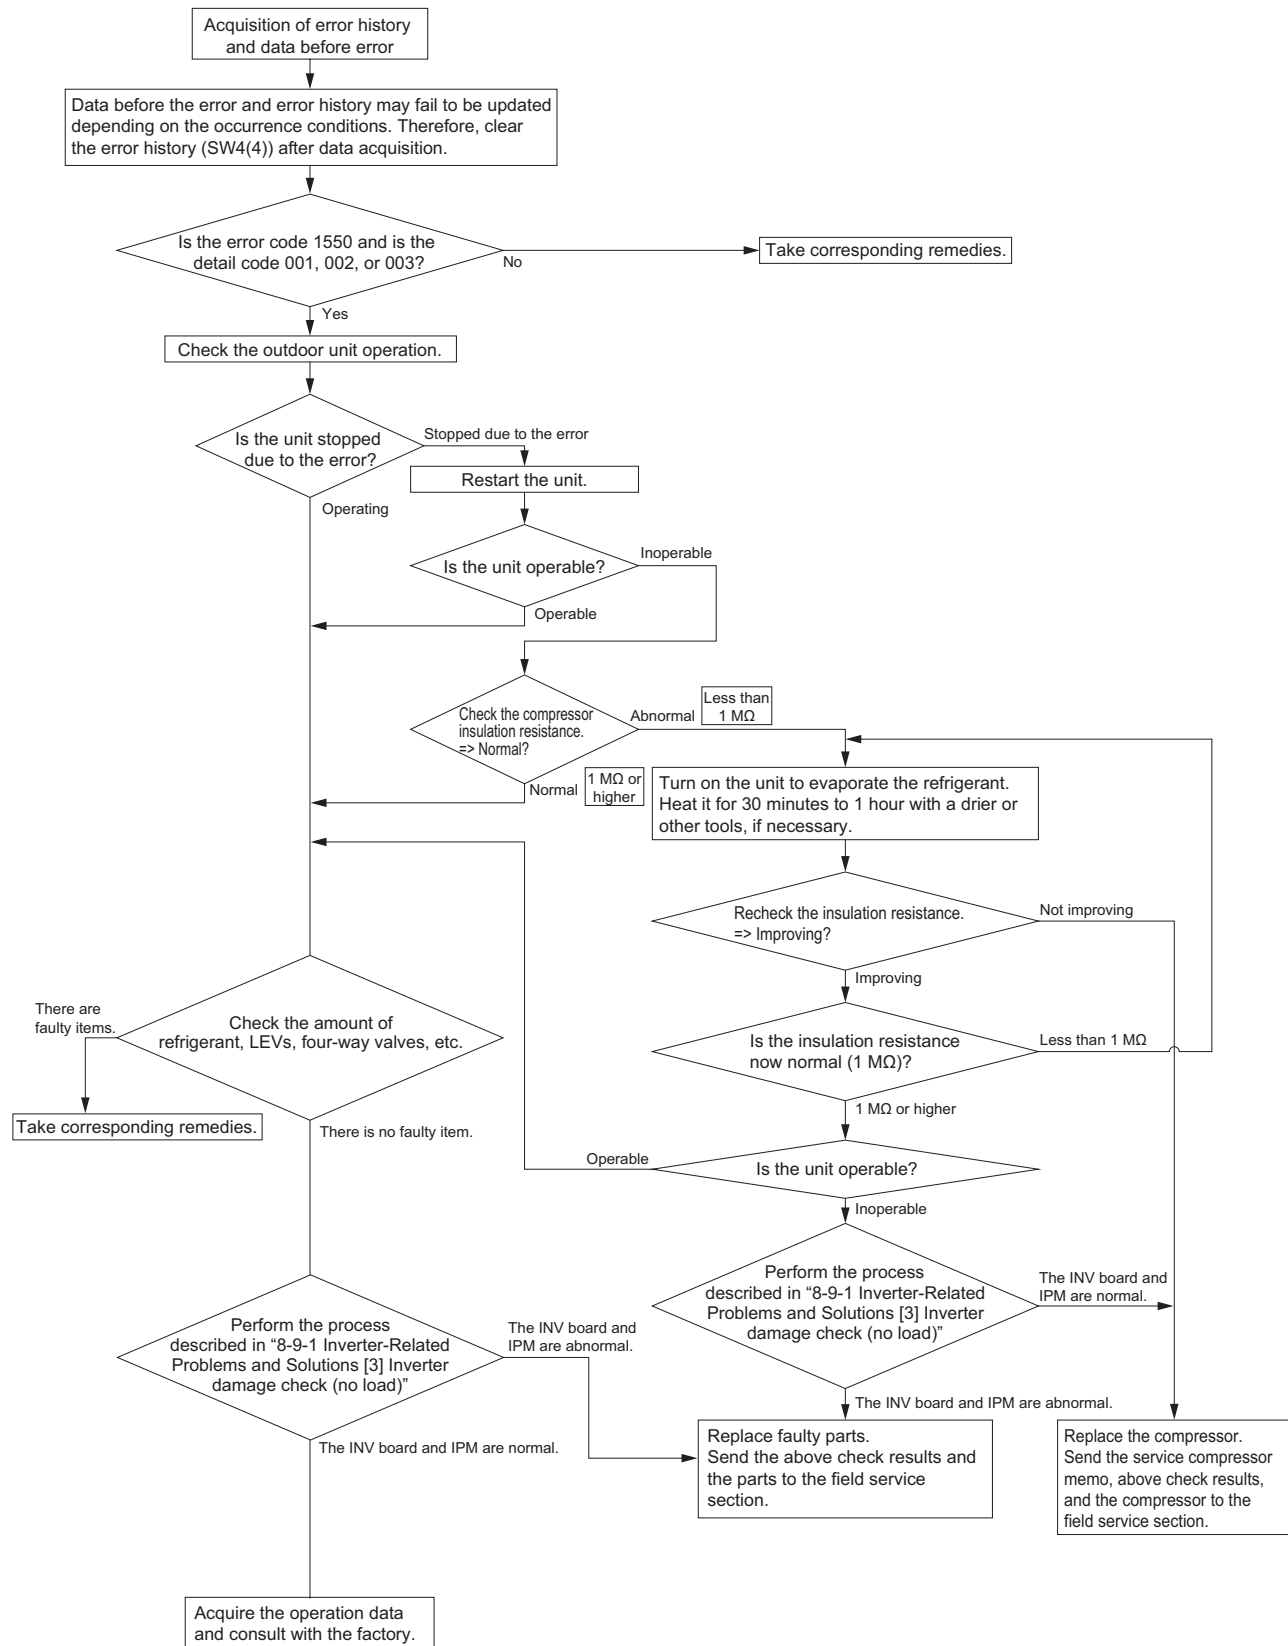 Acquisition of error history
and data before error
Data before the error and error history may fail to be updated
depending on the occurrence conditions. Therefore, clear
the error history (SW4(4)) after data acquisition.
Is the error code 1550 and is the
detail code 001, 002, or 003?
No
Take corresponding remedies.
Yes
Check the outdoor unit operation.
Is the unit stopped
due to the error?
Stopped due to the error
Restart the unit.
Operating
Is the unit operable?
Inoperable
Operable
Check the compressor
insulation resistance.
=> Normal?
Abnormal
Less than
1 MΩ
Normal
1 MΩ or
higher
Turn on the unit to evaporate the refrigerant.
Heat it for 30 minutes to 1 hour with a drier or
other tools, if necessary.
Recheck the insulation resistance.
=> Improving?
Not improving
Improving
There are
faulty items.
Check the amount of
refrigerant, LEVs, four-way valves, etc.
Is the insulation resistance
now normal (1 MΩ)?
Less than 1 MΩ
1 MΩ or higher
Take corresponding remedies.
There is no faulty item.
Operable
Is the unit operable?
Inoperable
Perform the process
described in “8-9-1 Inverter-Related
Problems and Solutions [3] Inverter
damage check (no load)”
The INV board and
IPM are normal.
Perform the process
described in “8-9-1 Inverter-Related
Problems and Solutions [3] Inverter
damage check (no load)”
The INV board and
IPM are abnormal.
The INV board and IPM are abnormal.
The INV board and IPM are normal.
Replace faulty parts.
Send the above check results and
the parts to the field service
section.
Replace the compressor.
Send the service compressor
memo, above check results,
and the compressor to the
field service section.
Acquire the operation data
and consult with the factory.